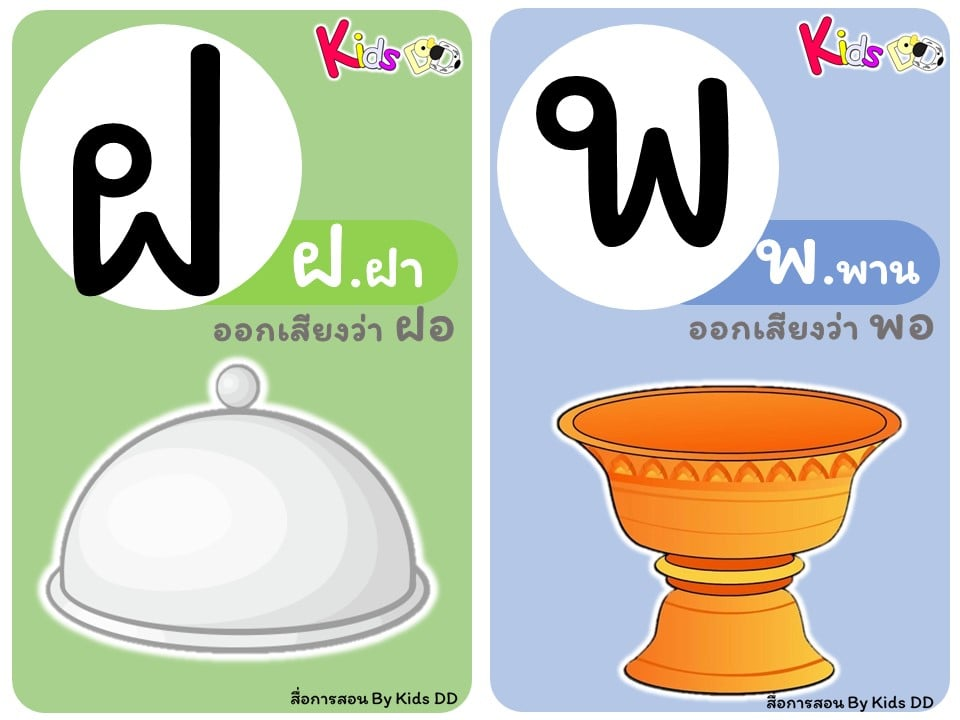 Kids DD
ฝ
ฝ.ฝา
ออกเสียงว่า ฝอ
สื่อการสอน By Kids DD
Kids DD
พ
พ.พาน
ออกเสียงว่า พอ
สื่อการสอน By Kids DD